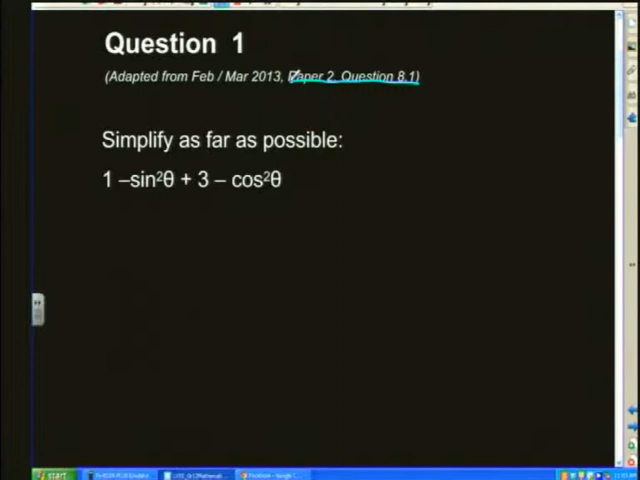 Question 1
(Adapted from Feb / Mar 2013, Paper 2, Question 8.1)
Simplify as far as possible:
1 –sin²θ + 3 – cos²θ
start